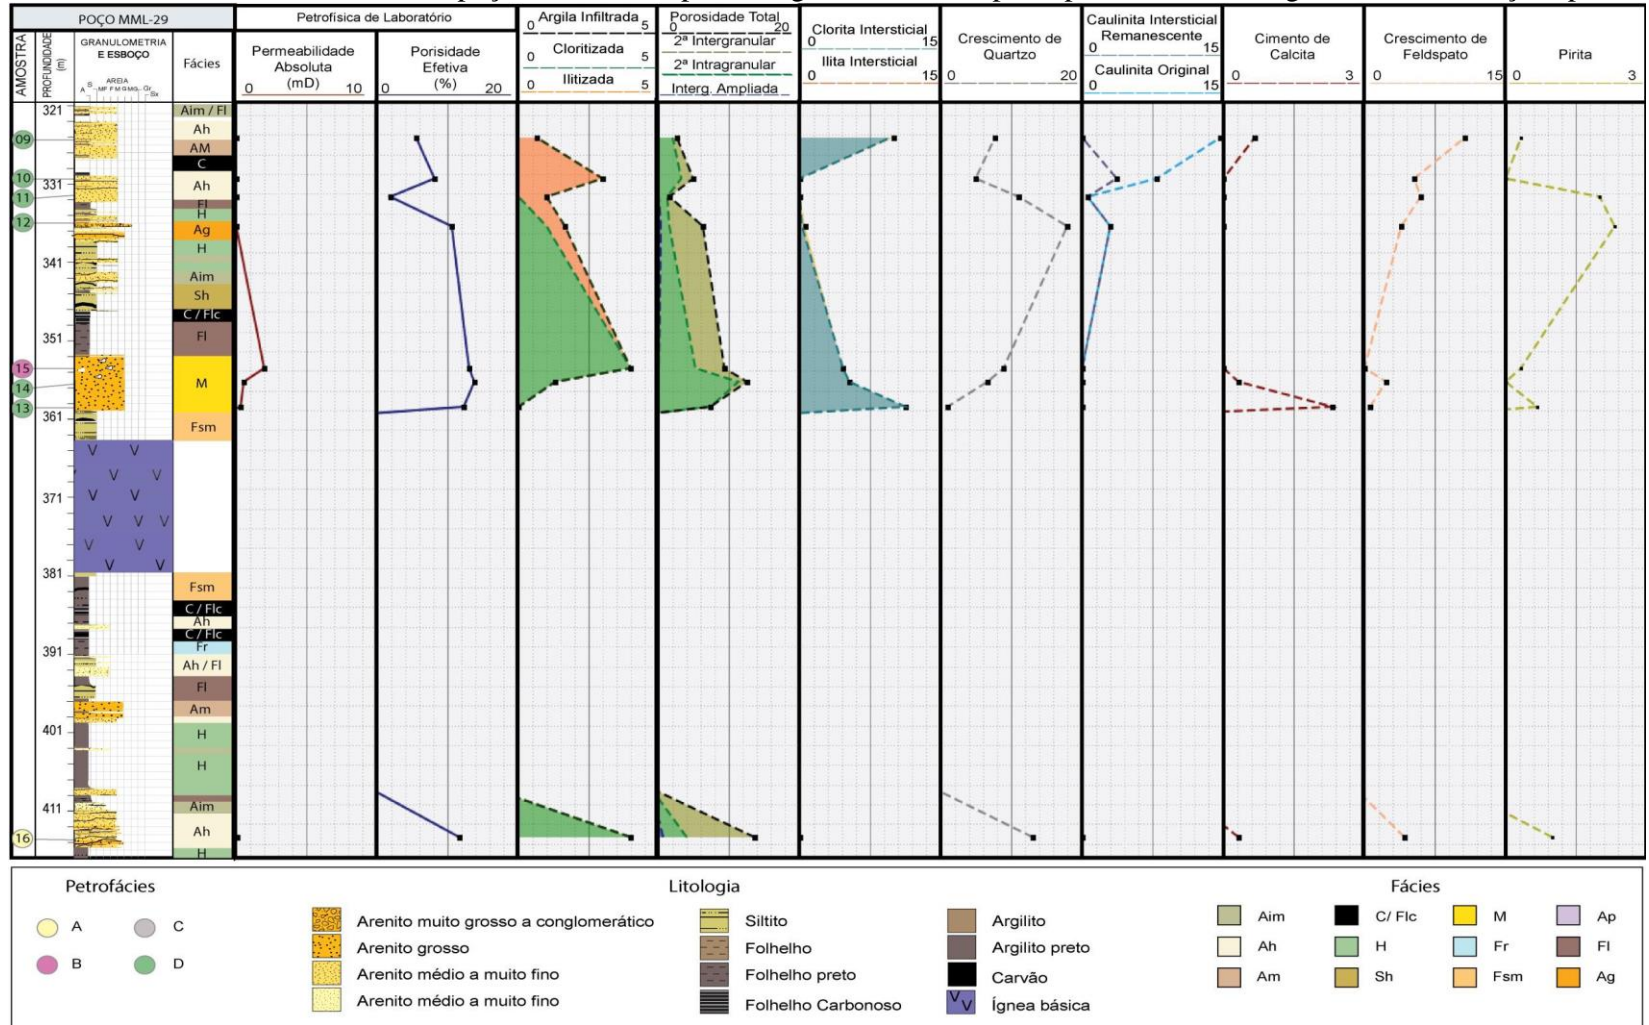 POÇO MML-29
AMOSTRA
PROFUNDIDADE
(m)
GRANULOMETRIA
E ESBOÇO
AREIA
A S MF F M G MG Gr
Sx
Fácies
Petrofísica de Laboratório
Permeabilidade
Absoluta
(mD)
0 10
Porisidade
Efetiva
(%)
0 20
Argila Infiltrada
0 5
Cloritizada
0 5
Ilitizada
0 5
Porosidade Total
0 20
2ª Intergranular
2ª Intragranular
Interg. Ampliada
Clorita Intersticial
0 15
Ilita Intersticial
0 15
Crescimento de
Quartzo
0 20
Caulinita Intersticial
Remanescente
0 15
Caulinita Original
0 15
Cimento de
Calcita
0 3
Crescimento de
Feldspato
0 15
Pirita
0 3
321
331
341
351
361
371
381
391
401
411
09
10
11
12
15
14
13
16
Aim / Fl
Ah
AM
C
Ah
Fl
H
Ag
H
Aim
Sh
C / Flc
Fl
M
Fsm
Fsm
C / Flc
Ah
C / Flc
Fr
Ah / Fl
Fl
Am
H
H
Aim
Ah
H
Petrofácies
A
C
B
D
Litologia
Arenito muito grosso a conglomerático
Arenito grosso
Arenito médio a muito fino
Arenito médio a muito fino
Siltito
Folhelho
Folhelho preto
Folhelho Carbonoso
Argilito
Argilito preto
Carvão
Ígnea básica
Fácies
Aim
C/ Flc
M
Ap
Ah
H
Fr
Fl
Am
Sh
Fsm
Ag